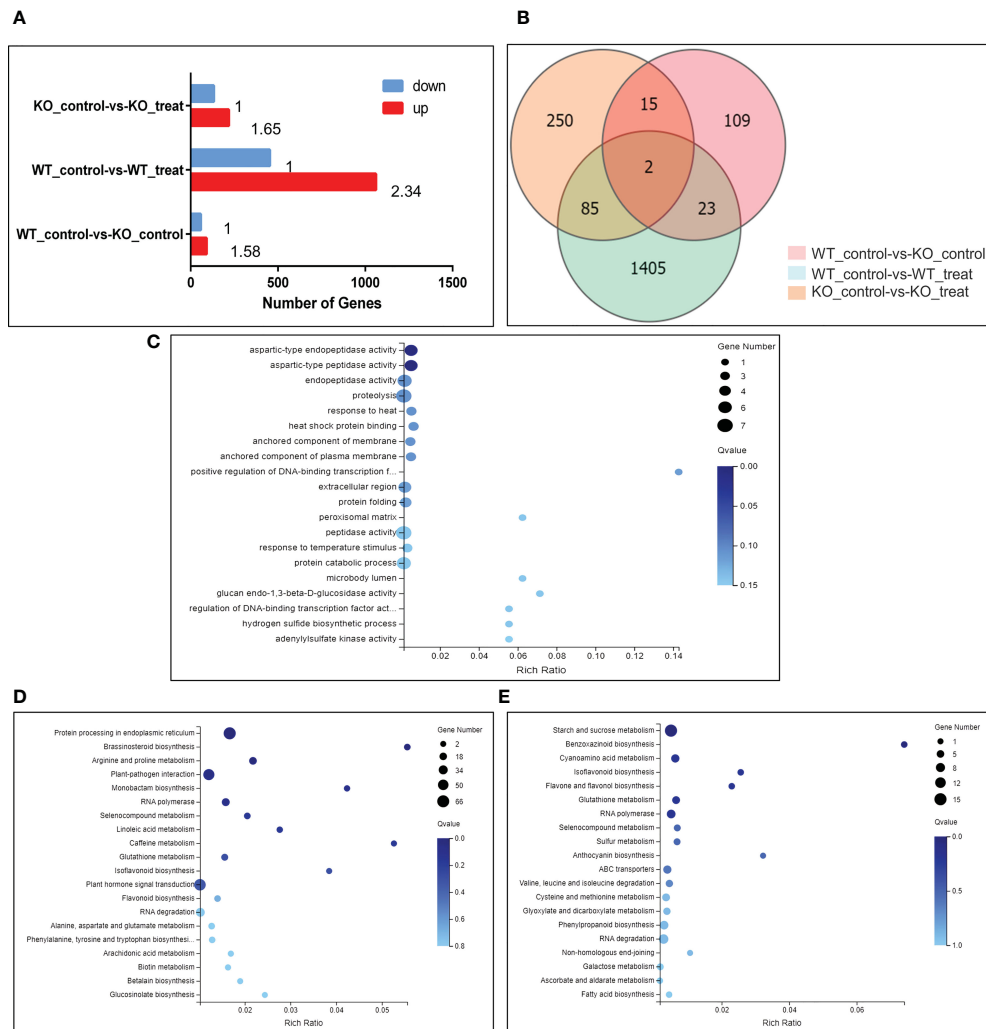 A
B
down
up
KO_control-vs-KO_treat
1
1.65
WT_control-vs-WT_treat
1
2.34
WT_control-vs-KO_control
1
1.58
0 500 1000 1500
Number of Genes
250
15
109
2
85
23
1405
WT_control-vs-KO_control
WT_control-vs-WT_treat
KO_control-vs-KO_treat
C
aspartic-type endopeptidase activity
aspartic-type peptidase activity
endopeptidase activity
proteolysis
response to heat
heat shock protein binding
anchored component of membrane
anchored component of plasma membrane
positive regulation of DNA-binding transcription f...
extracellular region
protein folding
peroxisomal matrix
peptidase activity
response to temperature stimulus
protein catabolic process
microbody lumen
glucan endo-1,3-beta-D-glucosidase activity
regulation of DNA-binding transcription factor act...
hydrogen sulfide biosynthetic process
adenylylsulfate kinase activity
0.02 0.04 0.06 0.08 0.10 0.12 0.14
Rich Ratio
Gene Number
1
3
4
6
7
Qvalue
0.00
0.05
0.10
0.15
D
Protein processing in endoplasmic reticulum
Brassinosteroid biosynthesis
Arginine and proline metabolism
Plant-pathogen interaction
Monobactam biosynthesis
RNA polymerase
Selenocompound metabolism
Linoleic acid metabolism
Caffeine metabolism
Glutathione metabolism
Isoflavonoid biosynthesis
Plant hormone signal transduction
Flavonoid biosynthesis
RNA degradation
Alanine, aspartate and glutamate metabolism
Phenylalanine, tyrosine and tryptophan biosynthesi...
Arachidonic acid metabolism
Biotin metabolism
Betalain biosynthesis
Glucosinolate biosynthesis
0.02 0.03 0.04 0.05
Rich Ratio
Gene Number
2
18
34
50
66
Qvalue
0.0
0.2
0.4
0.6
0.8
E
Starch and sucrose metabolism
Benzoxazinoid biosynthesis
Cyanoamino acid metabolism
Isoflavonoid biosynthesis
Flavone and flavonol biosynthesis
Glutathione metabolism
RNA polymerase
Selenocompound metabolism
Sulfur metabolism
Anthocyanin biosynthesis
ABC transporters
Valine, leucine and isoleucine degradation
Cysteine and methionine metabolism
Glyoxylate and dicarboxylate metabolism
Phenylpropanoid biosynthesis
RNA degradation
Non-homologous end-joining
Galactose metabolism
Ascorbate and aldarate metabolism
Fatty acid biosynthesis
0.02 0.04 0.06
Rich Ratio
Gene Number
1
5
8
12
15
Qvalue
0.0
0.5
1.0